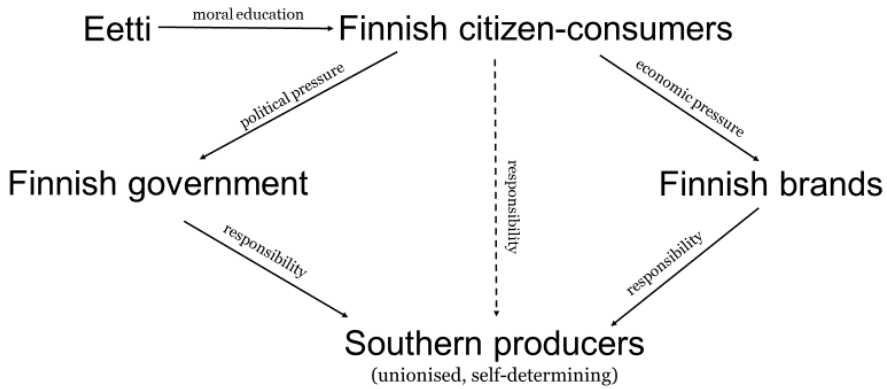 Eetti
moral education
Finnish citizen-consumers
political pressure
economic pressure
responsibility
Finnish government
Finnish brands
responsibility
responsibility
Southern producers
(unionised, self-determining)